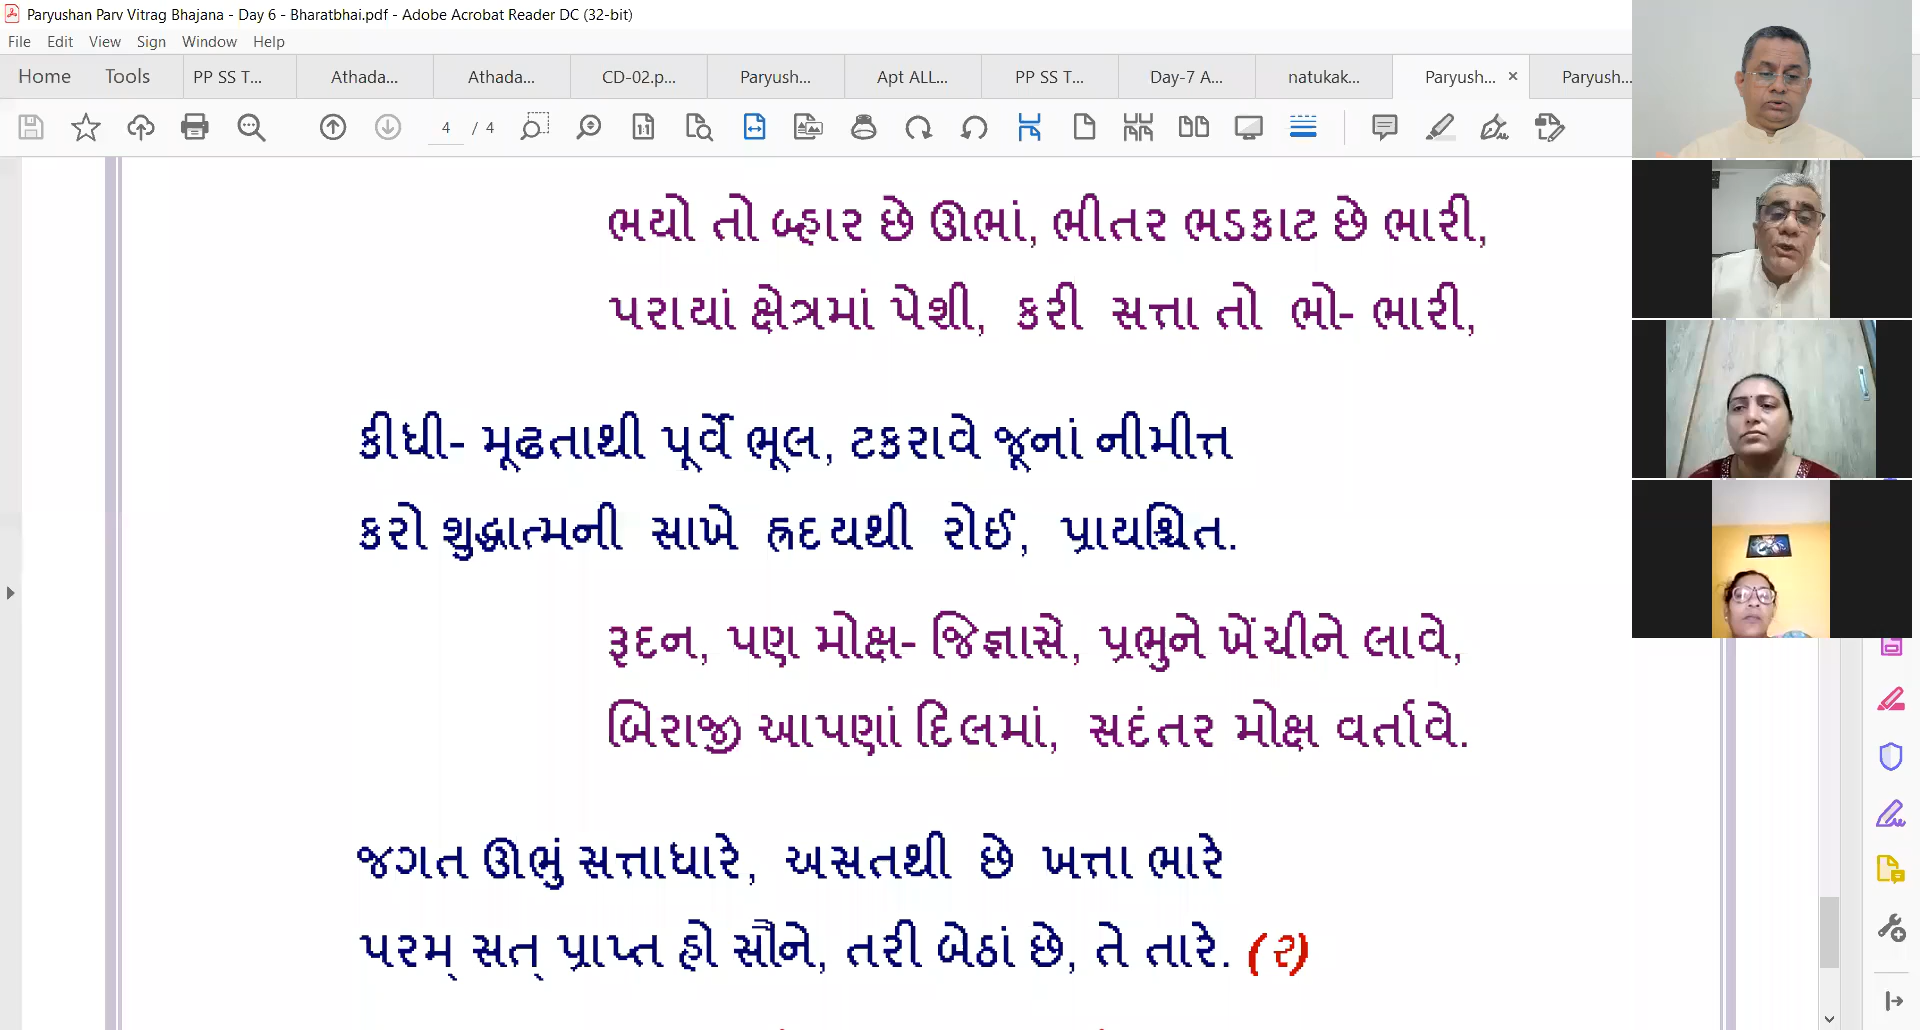 Paryushan Parv Vitrag Bhajana - Day 6 - Bharatbhai.pdf - Adobe Acrobat Reader DC (32-bit)
File Edit View Sign Window Help
Home Tools PP SS T... Athada... Athada... CD-02.p... Paryush... Apt ALL... PP SS T... Day-7 A... natukak... Paryush... × Paryush...
4 / 4
ભયો તો બ્હાર છે ઊભાં, ભીતર ભડકાટ છે ભારી,
પરાયાં ક્ષેત્રમાં પેશી, કરી સત્તા તો ભો- ભારી,
કીધી- મૂઢતાથી પૂર્વે ભૂલ, ટકરાવે જૂનાં નીમીત્ત
કરો શુદ્ધાત્મની સાખે હ્રદયથી રોઈ, પ્રાયશ્ચિત.
રૂદન, પણ મોક્ષ- જિજ્ઞાસે, પ્રભુને ખેંચીને લાવે,
બિરાજી આપણાં દિલમાં, સદંતર મોક્ષ વર્તાવે.
જગત ઊભું સત્તાધારે, અસતથી છે ખત્તા ભારે
પરમ્ સત્ પ્રાપ્ત હો સૌને, તરી બેઠાં છે, તે તારે. (૨)